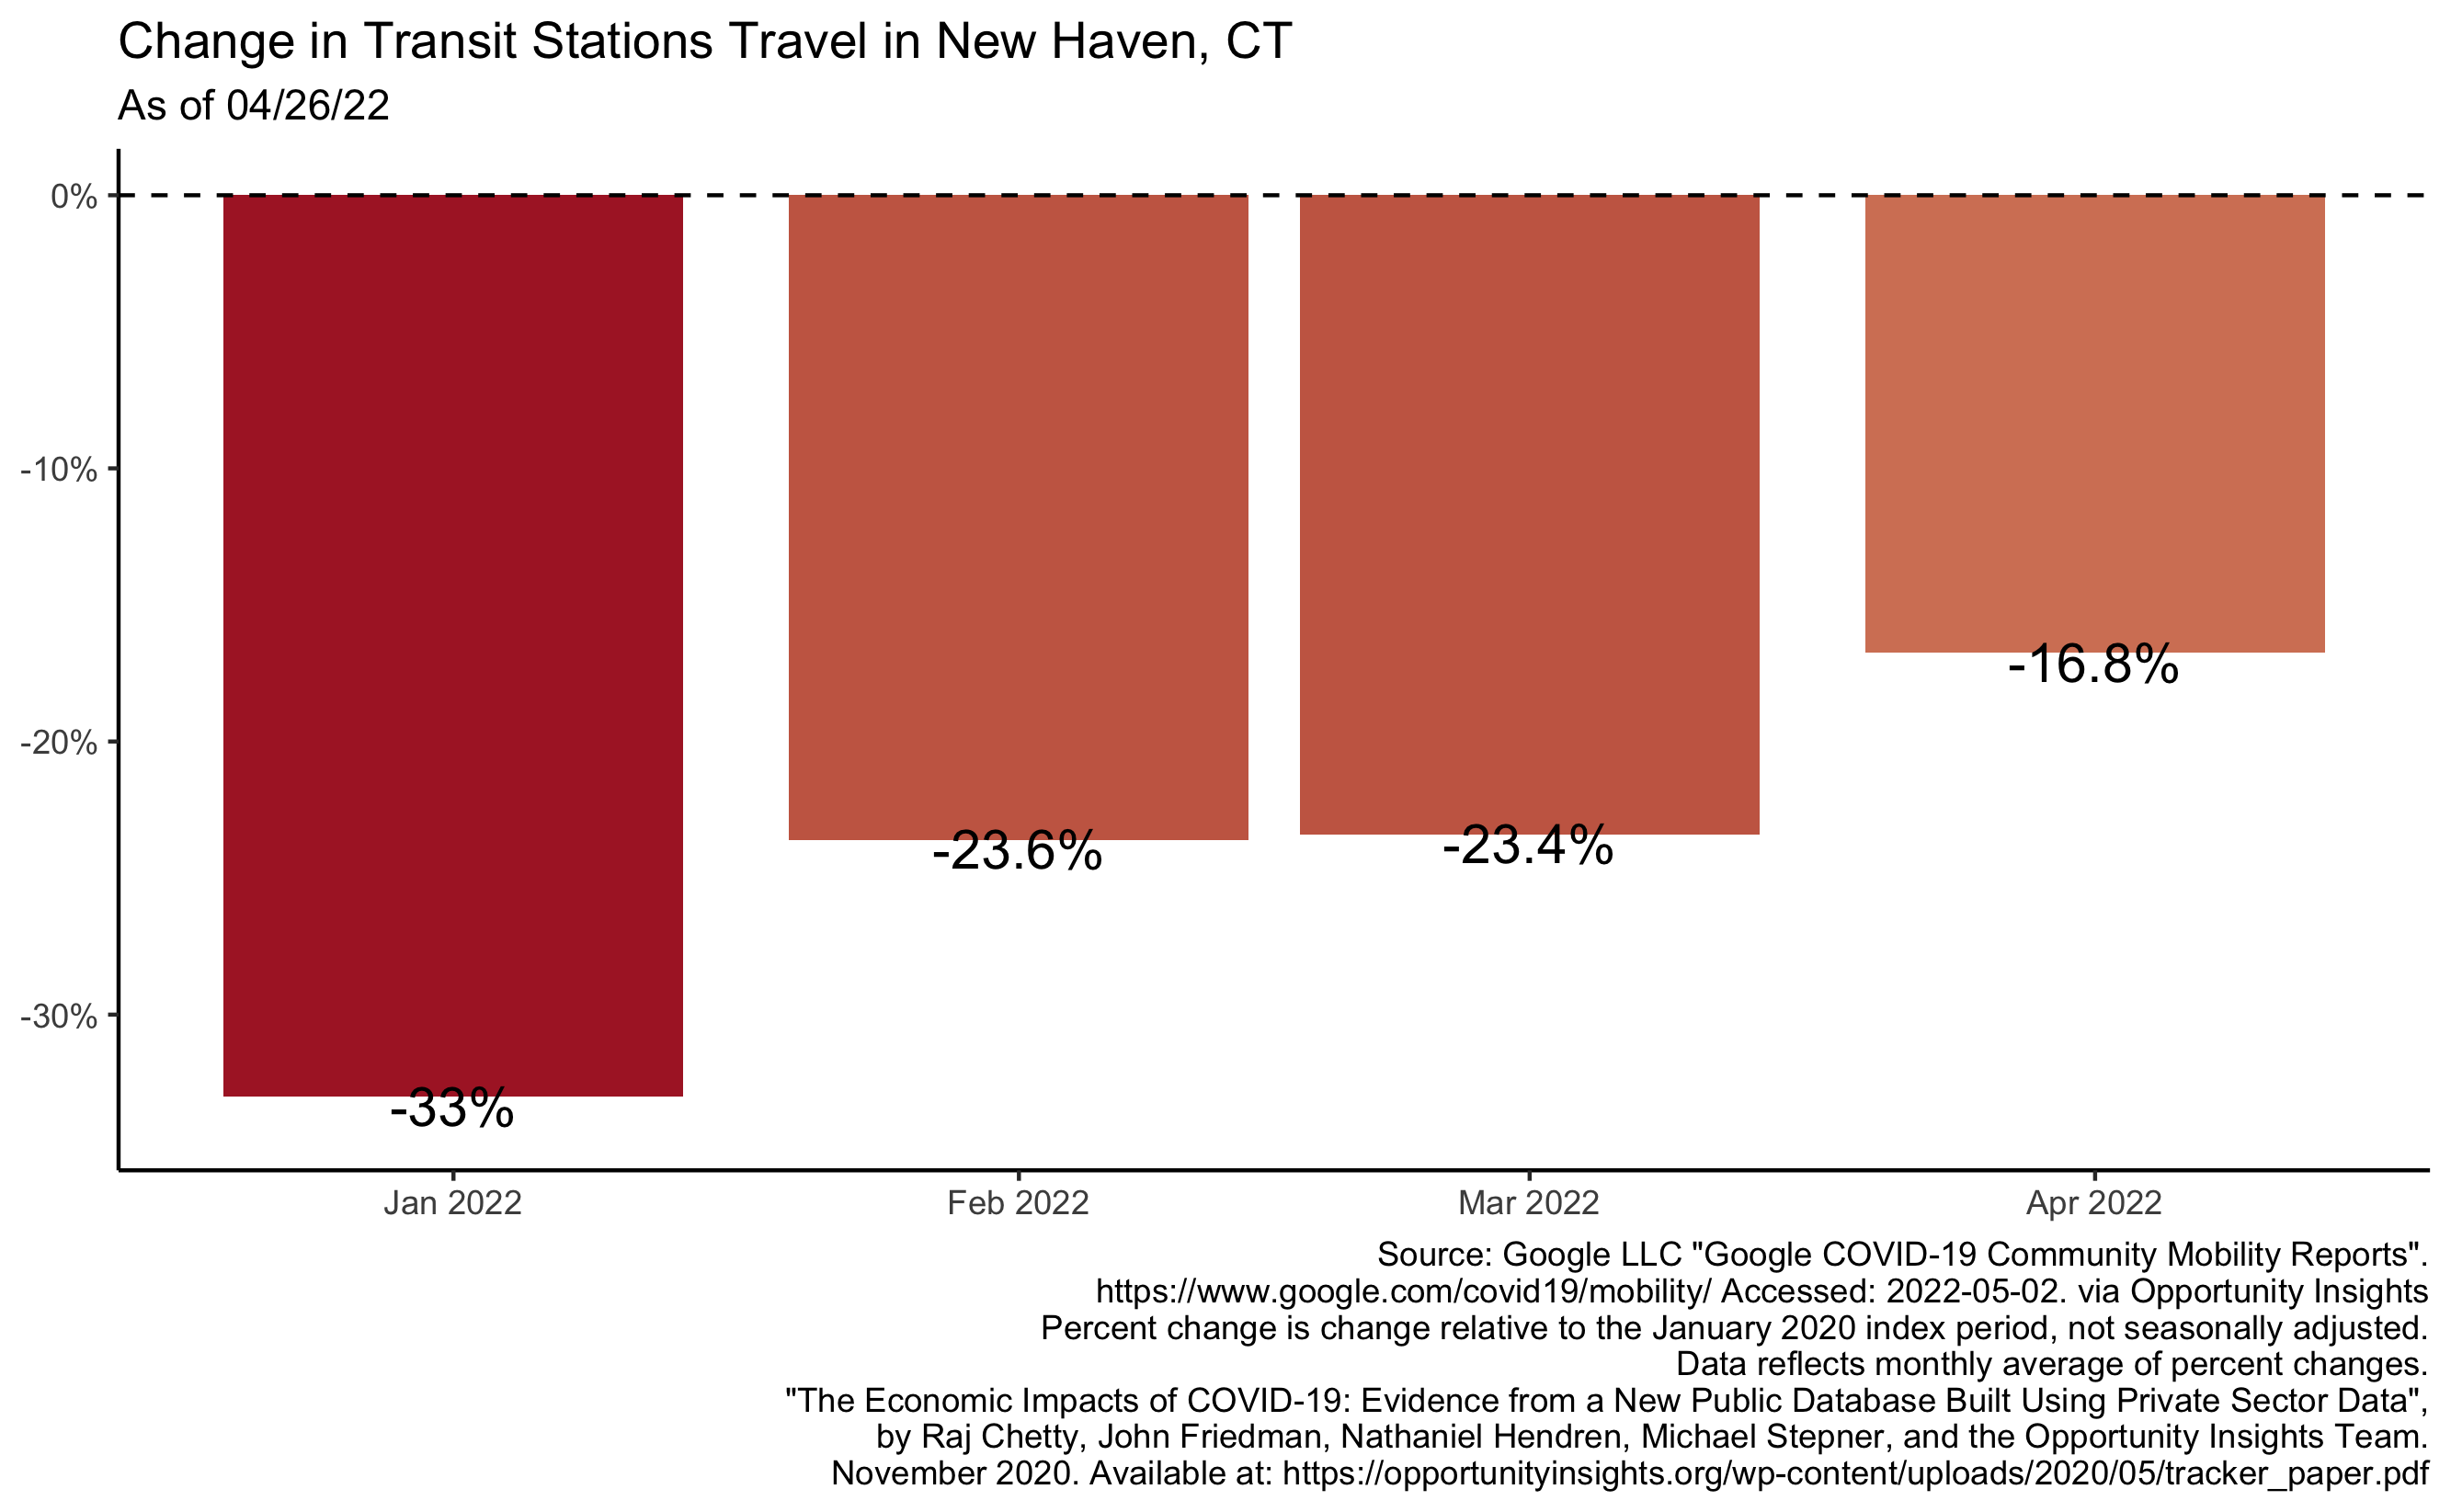 Change in Transit Stations Travel in New Haven, CT
As of 04/26/22
0%
-10%
-20%
-30%
-33%
-23.6%
-23.4%
-16.8%
Jan 2022
Feb 2022
Mar 2022
Apr 2022
Source: Google LLC "Google COVID-19 Community Mobility Reports".
https://www.google.com/covid19/mobility/ Accessed: 2022-05-02. via Opportunity Insights
Percent change is change relative to the January 2020 index period, not seasonally adjusted.
Data reflects monthly average of percent changes.
"The Economic Impacts of COVID-19: Evidence from a New Public Database Built Using Private Sector Data",
by Raj Chetty, John Friedman, Nathaniel Hendren, Michael Stepner, and the Opportunity Insights Team.
November 2020. Available at: https://opportunityinsights.org/wp-content/uploads/2020/05/tracker_paper.pdf